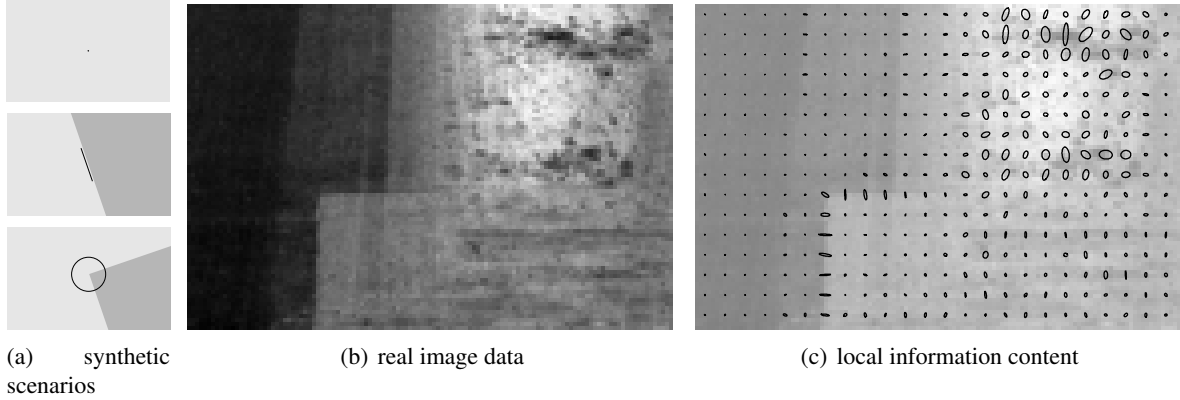 (a) synthetic
scenarios
(b) real image data
(c) local information content